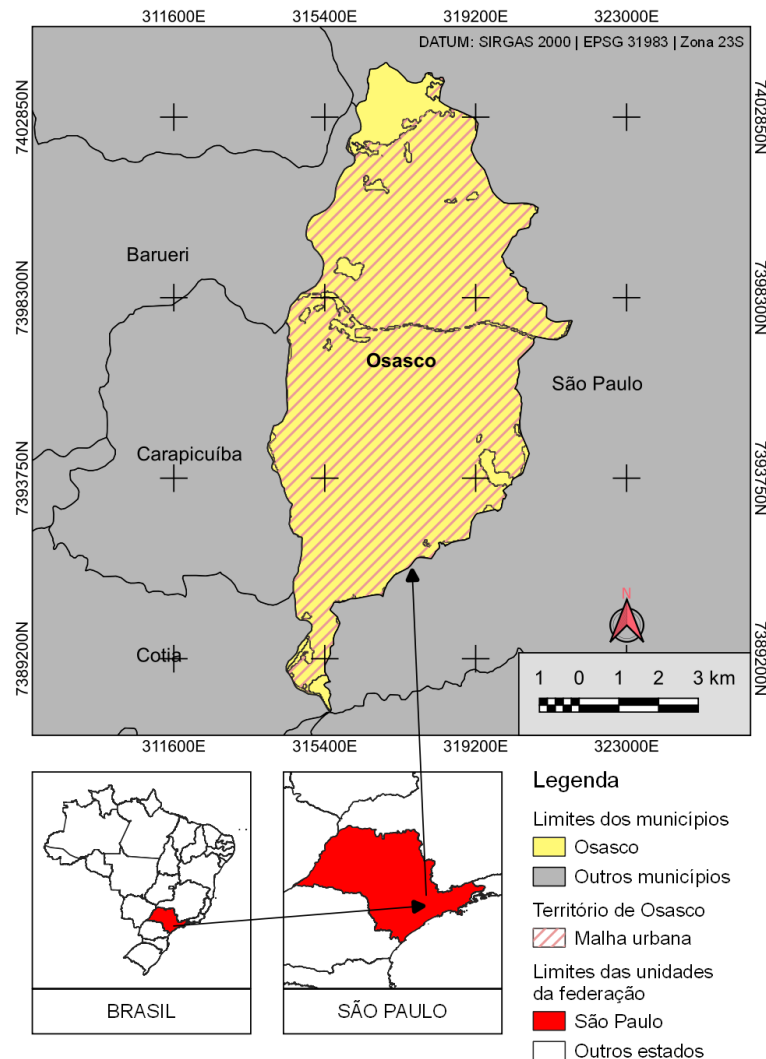 311600E 315400E 319200E 323000E
DATUM: SIRGAS 2000 | EPSG 31983 | Zona 23S
7402850N
7402850N
Barueri
7398300N
7398300N
Osasco
São Paulo
Carapicuíba
7393750N
7393750N
N
Cotia
7389200N
7389200N
1 0 1 2 3 km
311600E 315400E 319200E 323000E
BRASIL
SÃO PAULO
Legenda
Limites dos municípios
Osasco
Outros municípios
Território de Osasco
Malha urbana
Limites das unidades
da federação
São Paulo
Outros estados